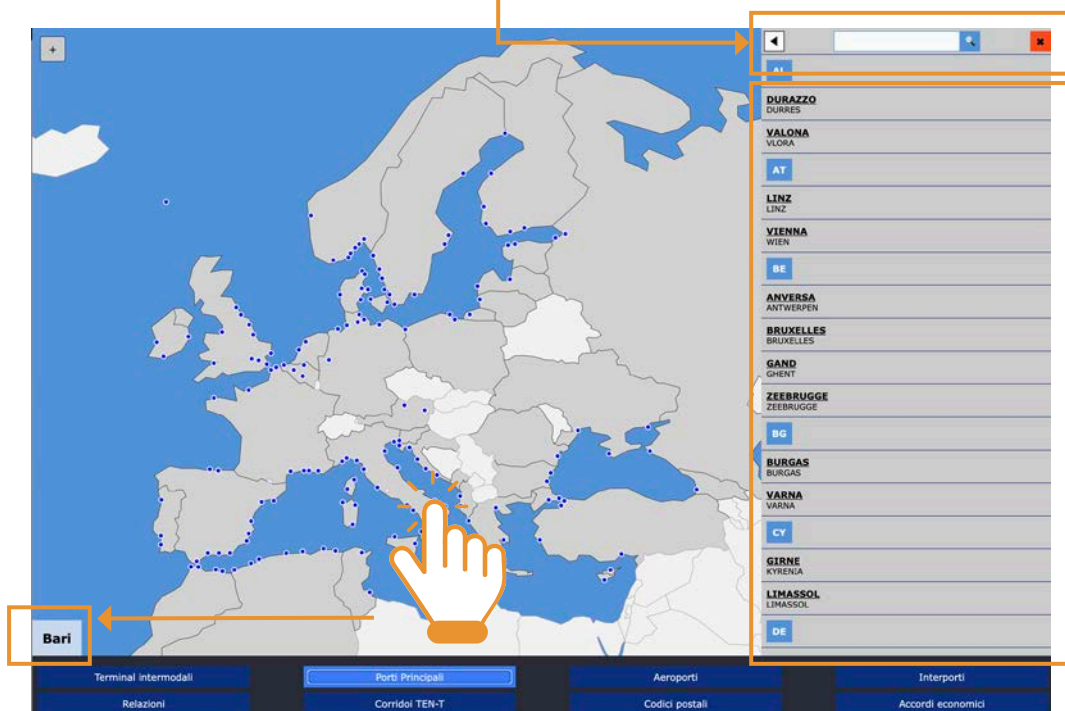 +
AL
DURAZZO
DURRES
VALONA
VLORA
AT
LINZ
LINZ
VIENNA
WIEN
BE
ANVERSA
ANTWERPEN
BRUXELLES
BRUXELLES
GAND
GHENT
ZEEBRUGGE
ZEEBRUGGE
BG
BURGAS
BURGAS
VARNA
VARNA
CY
GIRNE
KYRENIA
LIMASSOL
LIMASSOL
DE
Bari
Terminal intermodali Porti Principali Aeroporti Interporti
Relazioni Corridoi TEN-T Codici postali Accordi economici